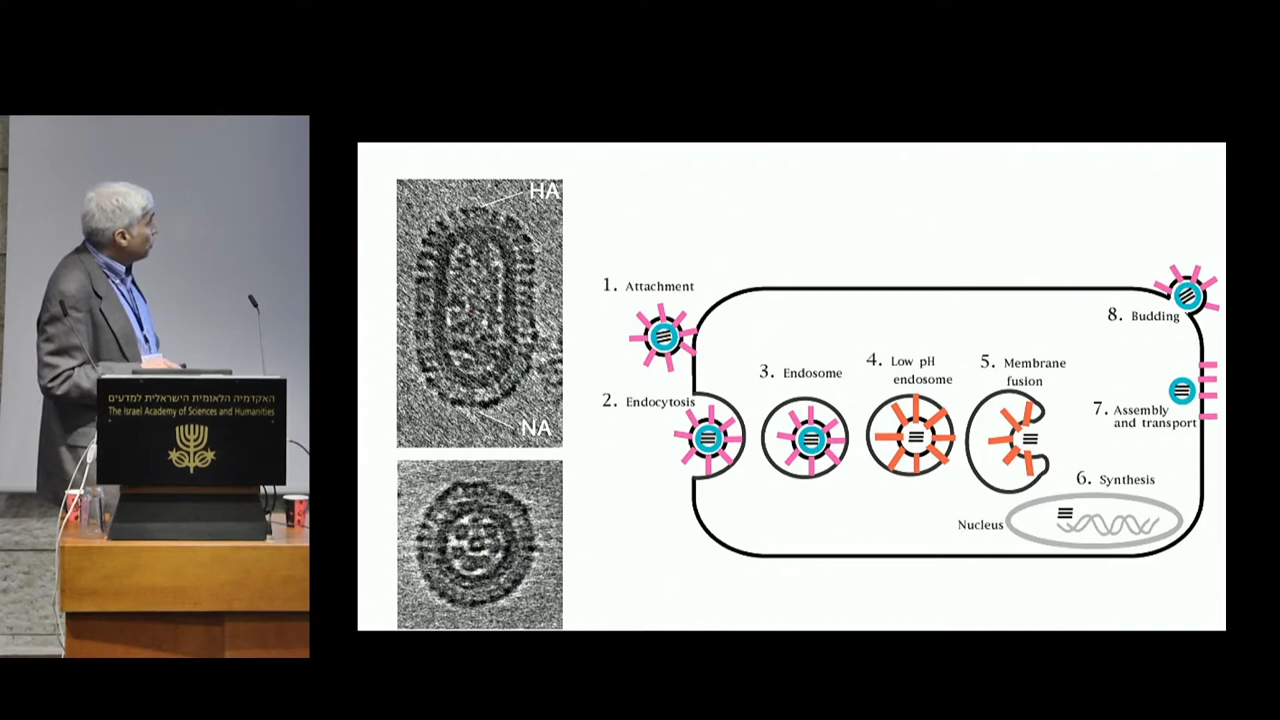 האקדמיה הלאומית הישראלית למדעים
The Israel Academy of Sciences and Humanities
HA
NA
1. Attachment
2. Endocytosis
3. Endosome
4. Low pH
endosome
5. Membrane
fusion
6. Synthesis
Nucleus
7. Assembly
and transport
8. Budding